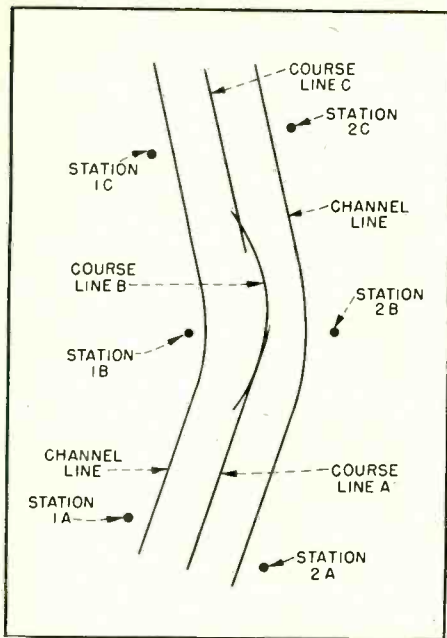 COURSE
LINE C
STATION
2C
STATION
1C
CHANNEL
LINE
COURSE
LINE B
STATION
2B
STATION
1B
CHANNEL
LINE
COURSE
LINE A
STATION
1A
STATION
2A